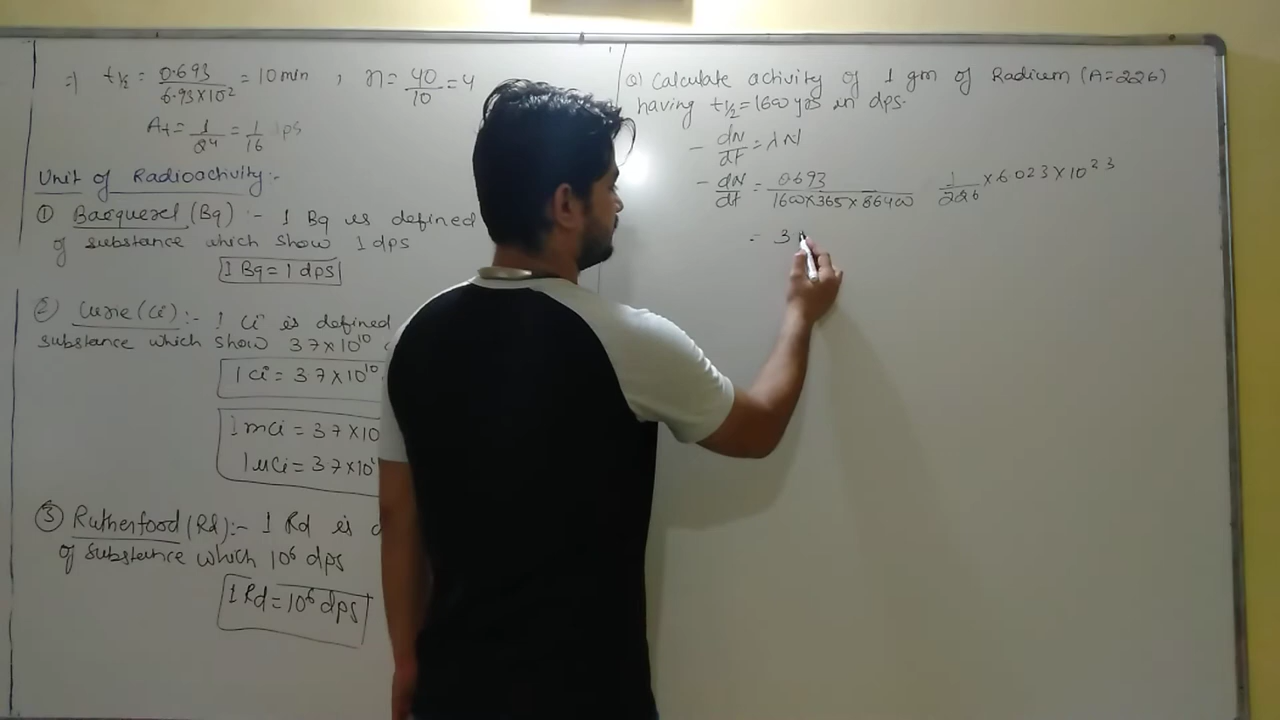 ⇒ t½ = 0.693/6.93×10² = 10 min , n = 40/10 = 4
At = 1/2⁴ = 1/16 dps
Unit of Radioactivity:-
① Bacquerel (Bq) :- 1 Bq is defined
of substance which show 1 dps
1 Bq = 1 dps
② Curie (Ci) :- 1 Ci is defined
substance which show 3 7×10¹⁰
1 Ci = 3 7×10¹⁰
1 mCi = 3 7×10
1 μCi = 3 7×10
③ Rutherfood (Rd) :- 1 Rd is
of substance which 10⁶ dps
1 Rd = 10⁶ dps
Q) Calculate activity of 1 gm of Radium (A=226)
having t½ = 1600 yrs in dps.
- dN/dt = λN
- dN/dt = 0.693/1600×365×86400 1/226 × 6.023×10²³
= 3